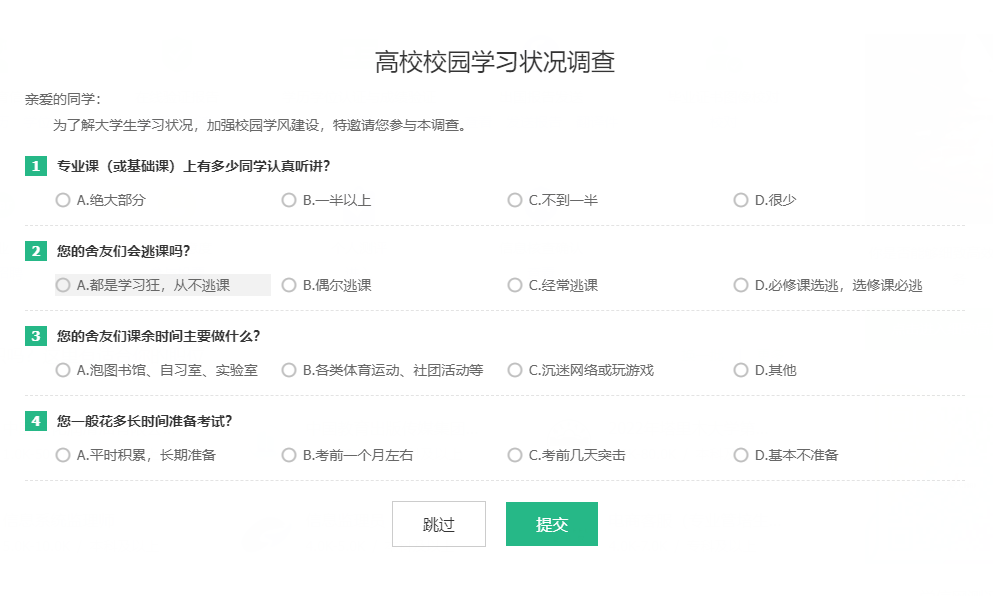 高校校园学习状况调查
亲爱的同学：
为了解大学生学习状况，加强校园学风建设，特邀请您参与本调查。
1 专业课（或基础课）上有多少同学认真听讲？
A.绝大部分 B.一半以上 C.不到一半 D.很少
2 您的舍友们会逃课吗？
A.都是学习狂，从不逃课 B.偶尔逃课 C.经常逃课 D.必修课选逃，选修课必逃
3 您的舍友们课余时间主要做什么？
A.泡图书馆、自习室、实验室 B.各类体育运动、社团活动等 C.沉迷网络或玩游戏 D.其他
4 您一般花多长时间准备考试？
A.平时积累，长期准备 B.考前一个月左右 C.考前几天突击 D.基本不准备
跳过 提交